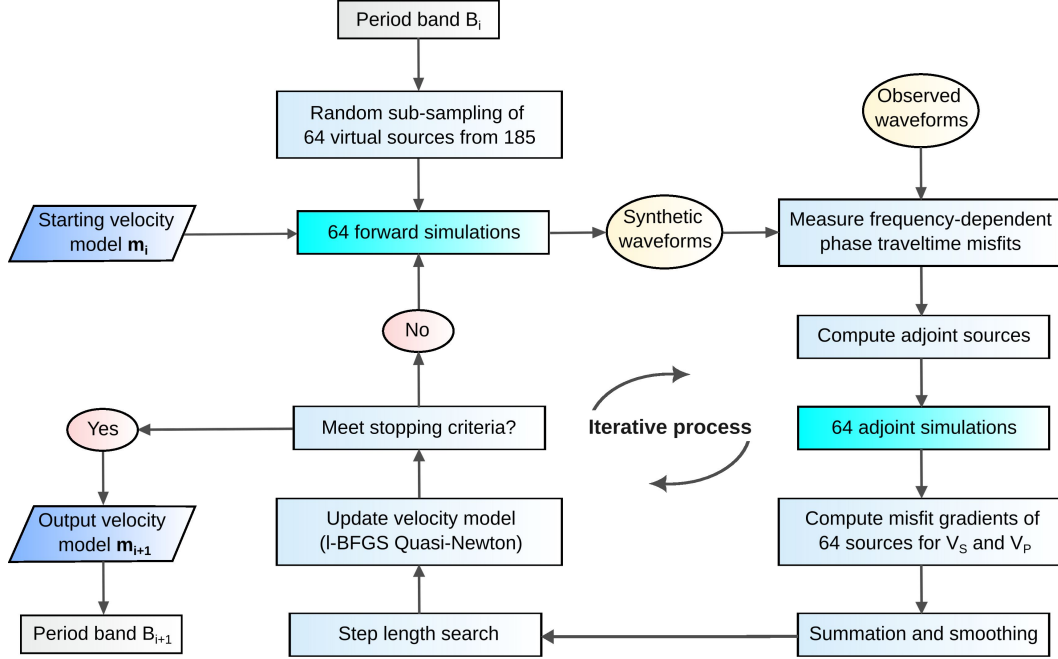 Period band Bi
Random sub-sampling of
64 virtual sources from 185
Observed
waveforms
Starting velocity
model mi
64 forward simulations
Synthetic
waveforms
Measure frequency-dependent
phase traveltime misfits
No
Compute adjoint sources
Yes
Meet stopping criteria?
Iterative process
64 adjoint simulations
Output velocity
model mi+1
Update velocity model
(l-BFGS Quasi-Newton)
Compute misfit gradients of
64 sources for VS and VP
Period band Bi+1
Step length search
Summation and smoothing